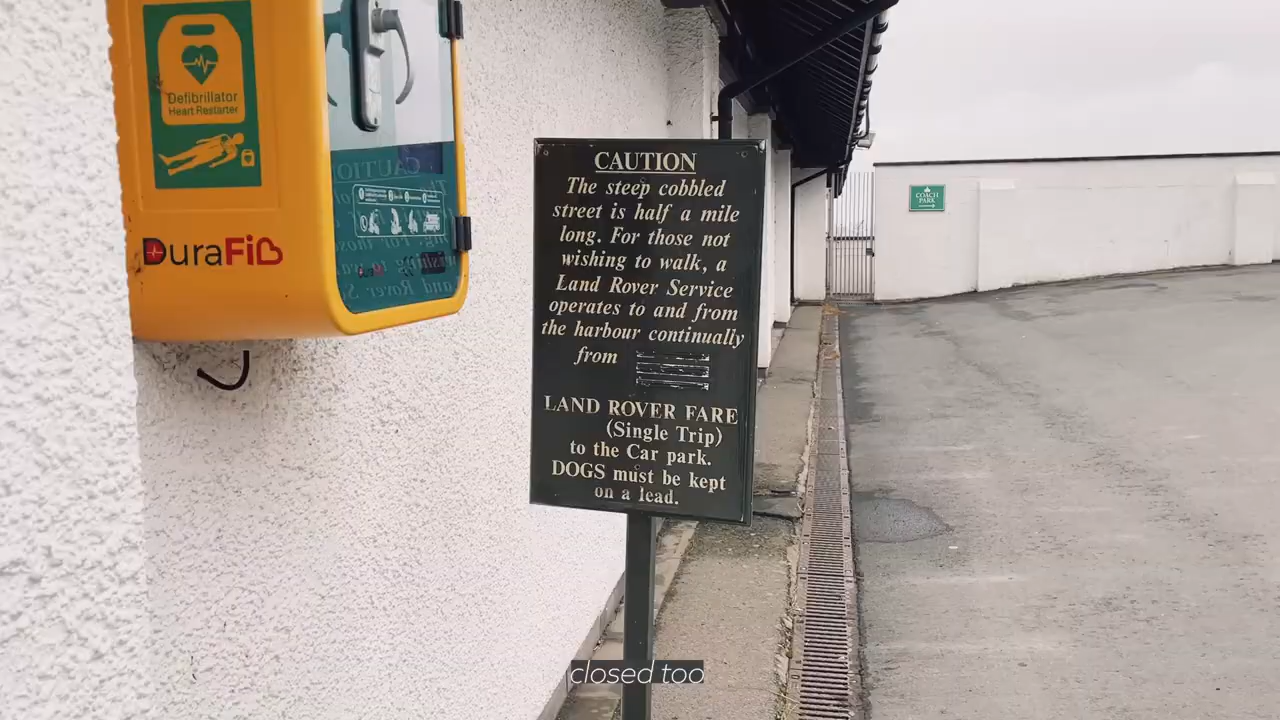 Defibrillator
Heart Restarter
DuraFib
CAUTION
The steep cobbled
street is half a mile
long. For those not
wishing to walk, a
Land Rover Service
operates to and from
the harbour continually
from
LAND ROVER FARE
(Single Trip)
to the Car park.
DOGS must be kept
on a lead.
COACH
PARK
closed too